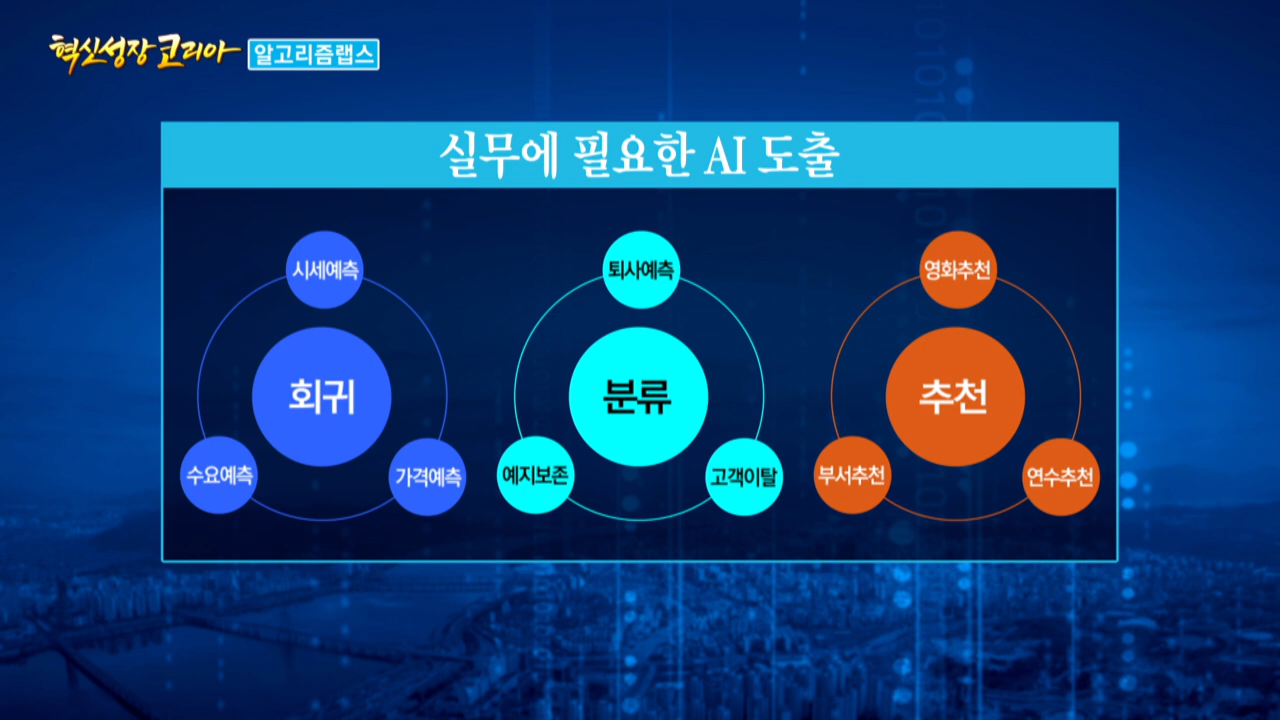 혁신성장 코리아 알고리즘랩스
실무에 필요한 AI 도출
시세예측
회귀
수요예측
가격예측
퇴사예측
분류
예지보존
고객이탈
영화추천
추천
부서추천
연수추천